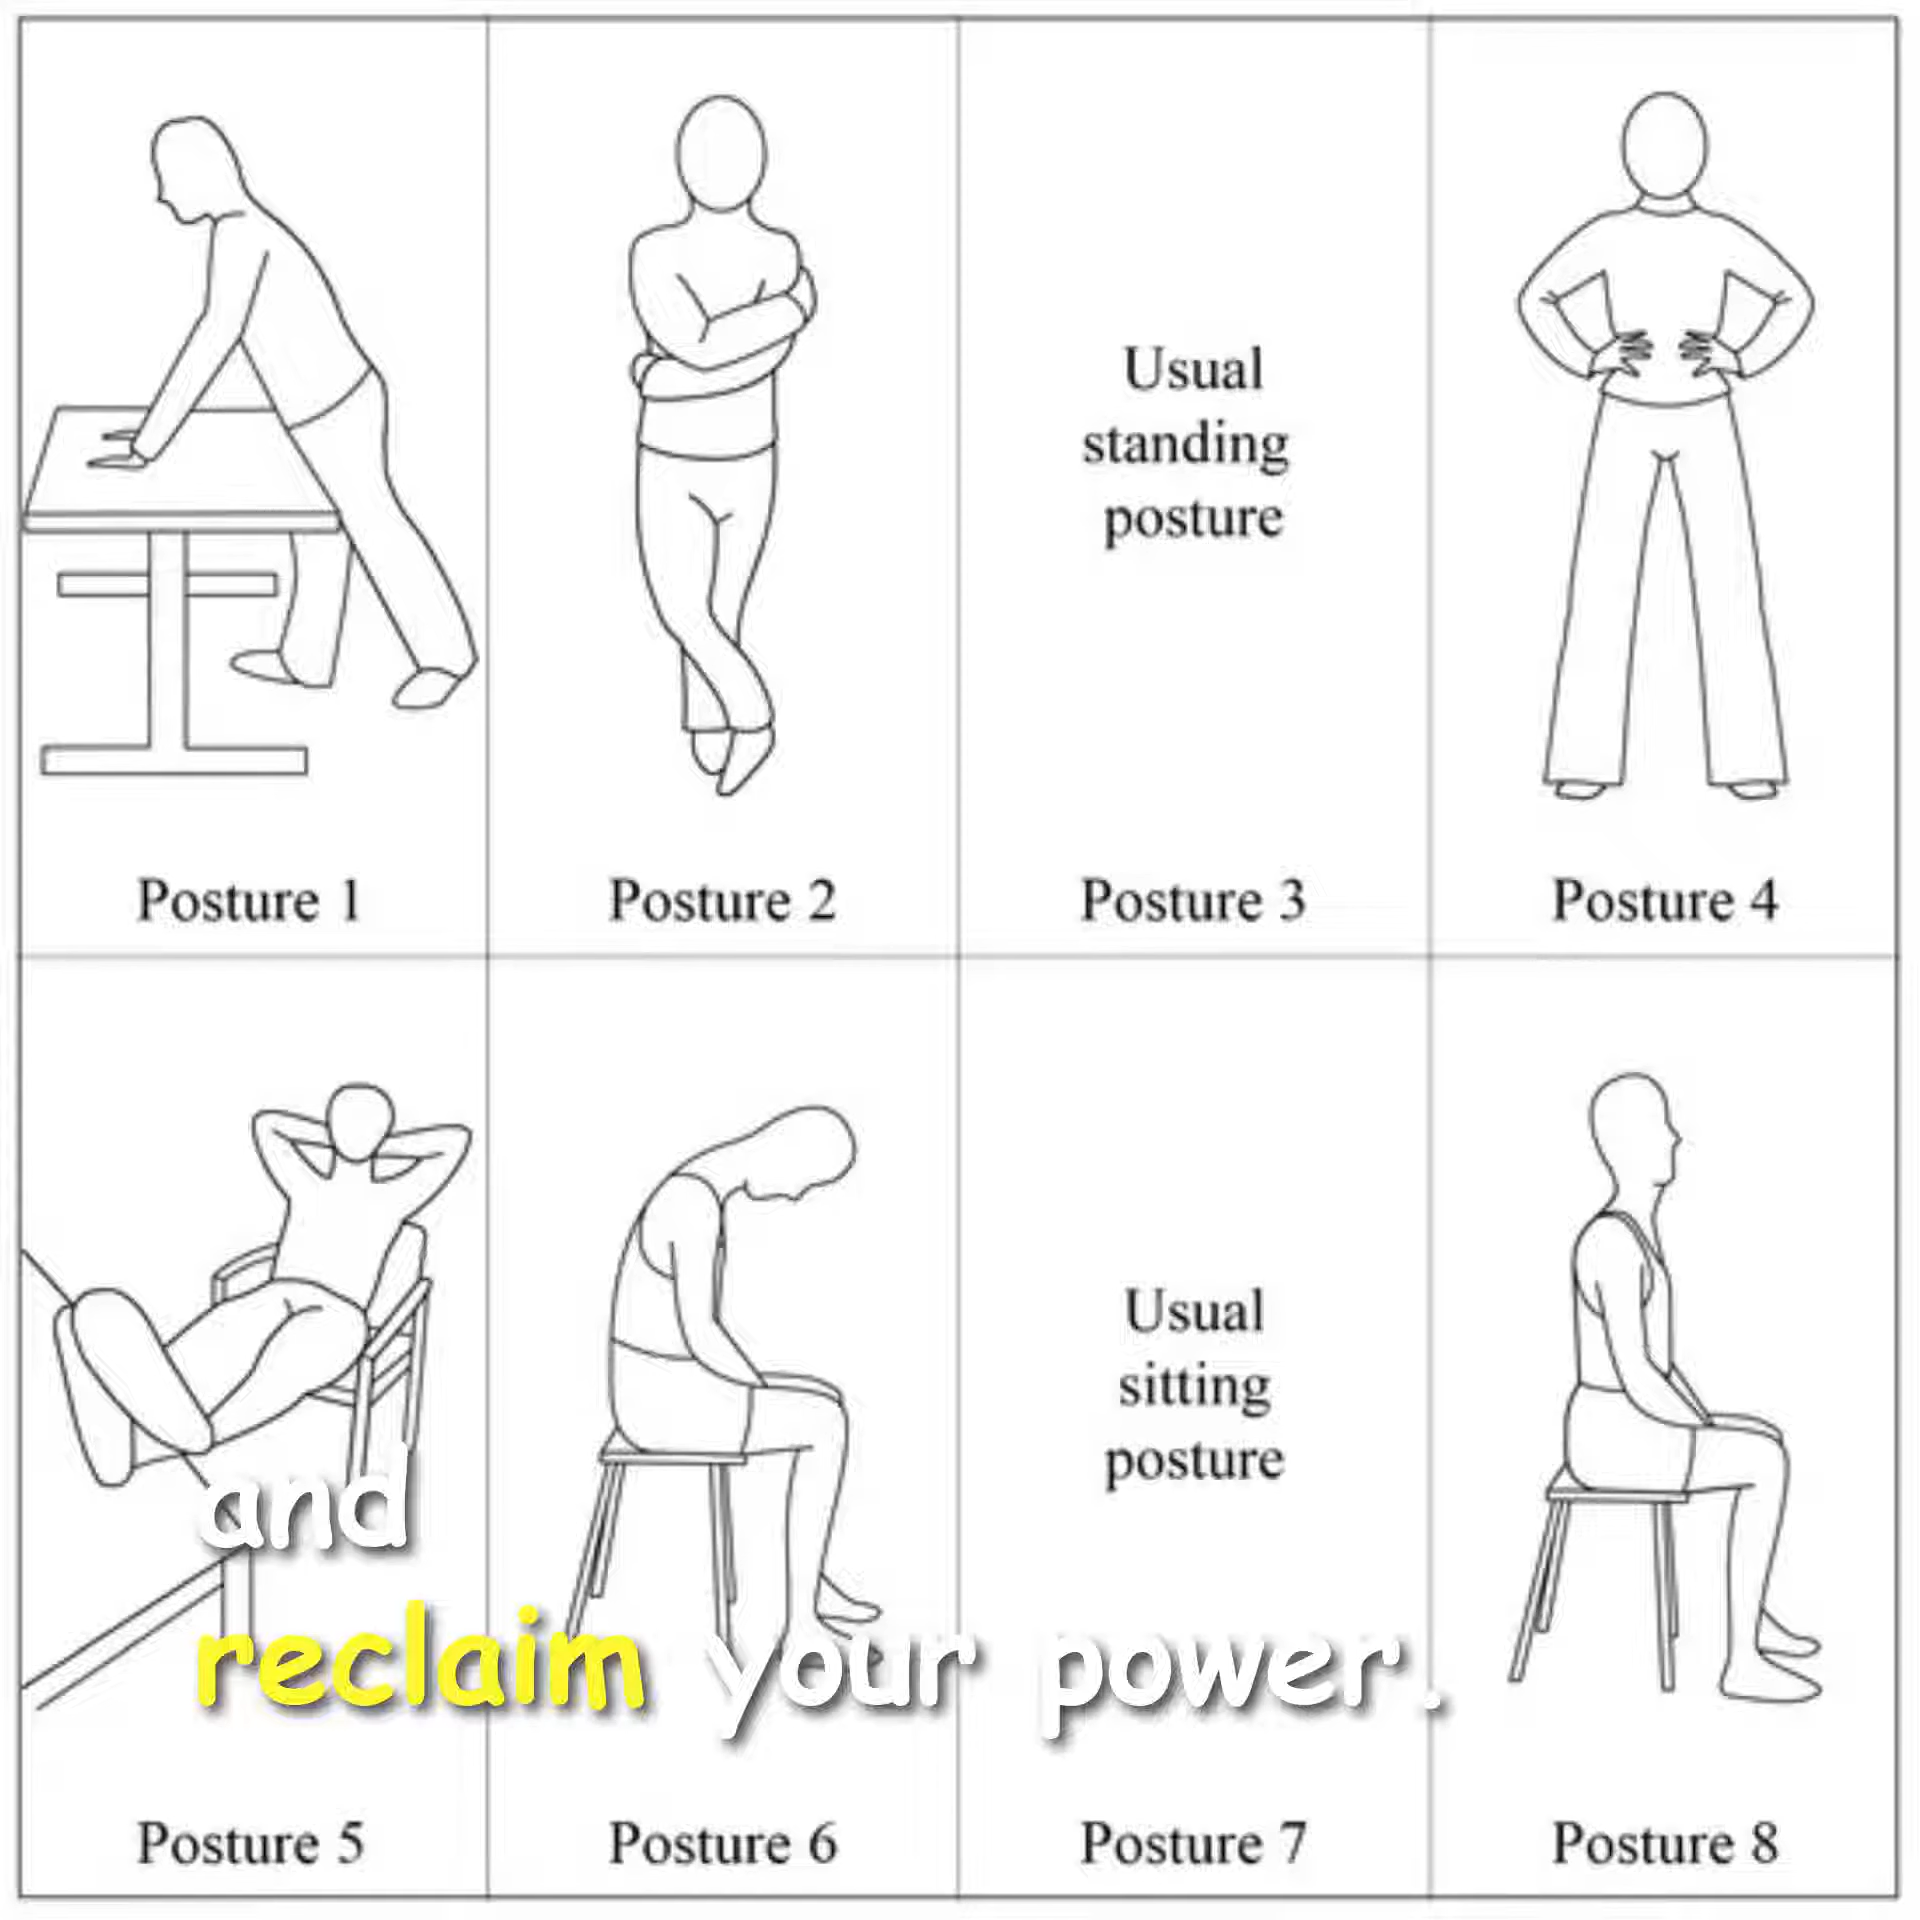 Usual
standing
posture
Posture 1
Posture 2
Posture 3
Posture 4
Usual
sitting
posture
and
reclaim your power.
Posture 5
Posture 6
Posture 7
Posture 8